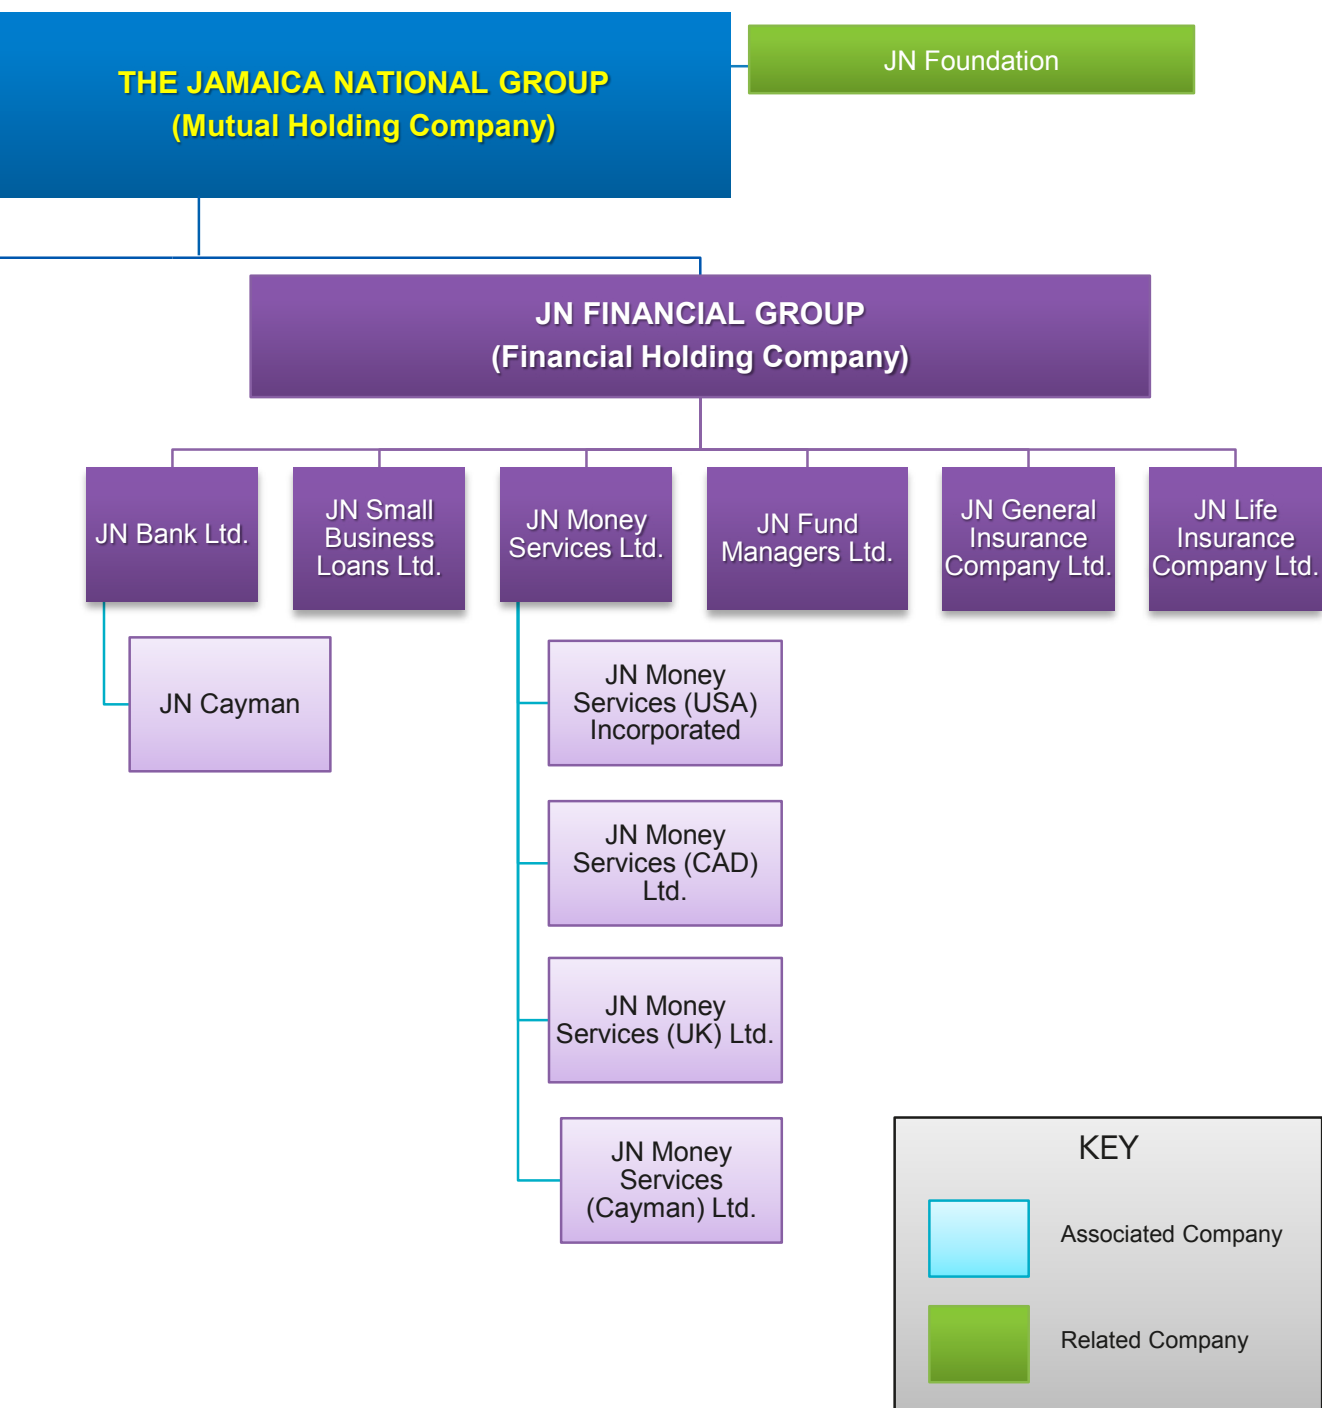 THE JAMAICA NATIONAL GROUP
(Mutual Holding Company)
JN Foundation
JN FINANCIAL GROUP
(Financial Holding Company)
JN Bank Ltd.
JN Small
Business
Loans Ltd.
JN Money
Services Ltd.
JN Fund
Managers Ltd.
JN General
Insurance
Company Ltd.
JN Life
Insurance
Company Ltd.
JN Cayman
JN Money
Services (USA)
Incorporated
JN Money
Services (CAD)
Ltd.
JN Money
Services (UK) Ltd.
JN Money
Services
(Cayman) Ltd.
KEY
Associated Company
Related Company